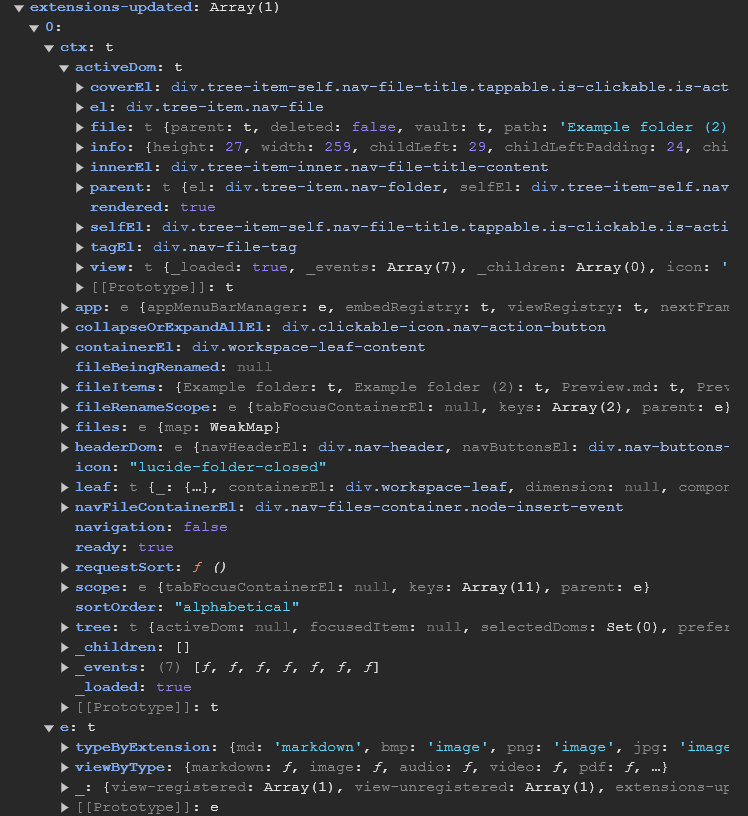 ▼ extensions-updated: Array(1)
▼ 0:
▼ ctx: t
▼ activeDom: t
▶ coverEl: div.tree-item-self.nav-file-title.tappable.is-clickable.is-act
▶ el: div.tree-item.nav-file
▶ file: t {parent: t, deleted: false, vault: t, path: 'Example folder (2)
▶ info: {height: 27, width: 259, childLeft: 29, childLeftPadding: 24, chi
▶ innerEl: div.tree-item-inner.nav-file-title-content
▶ parent: t {el: div.tree-item.nav-folder, selfEl: div.tree-item-self.nav
rendered: true
▶ selfEl: div.tree-item-self.nav-file-title.tappable.is-clickable.is-acti
▶ tagEl: div.nav-file-tag
▶ view: t {_loaded: true, _events: Array(7), _children: Array(0), icon: '
▶ [[Prototype]]: t
▶ app: e {appMenuBarManager: e, embedRegistry: t, viewRegistry: t, nextFram
▶ collapseOrExpandAllEl: div.clickable-icon.nav-action-button
▶ containerEl: div.workspace-leaf-content
fileBeingRenamed: null
▶ fileItems: {Example folder: t, Example folder (2): t, Preview.md: t, Prev
▶ fileRenameScope: e {tabFocusContainerEl: null, keys: Array(2), parent: e}
▶ files: e {map: WeakMap}
▶ headerDom: e {navHeaderEl: div.nav-header, navButtonsEl: div.nav-buttons-
icon: "lucide-folder-closed"
▶ leaf: t {_: {…}, containerEl: div.workspace-leaf, dimension: null, compon
▶ navFileContainerEl: div.nav-files-container.node-insert-event
navigation: false
ready: true
▶ requestSort: ƒ ()
▶ scope: e {tabFocusContainerEl: null, keys: Array(11), parent: e}
sortOrder: "alphabetical"
▶ tree: t {activeDom: null, focusedItem: null, selectedDoms: Set(0), prefer
▶ _children: []
▶ _events: (7) [ƒ, ƒ, ƒ, ƒ, ƒ, ƒ, ƒ]
_loaded: true
▶ [[Prototype]]: t
▼ e: t
▶ typeByExtension: {md: 'markdown', bmp: 'image', png: 'image', jpg: 'image
▶ viewByType: {markdown: ƒ, image: ƒ, audio: ƒ, video: ƒ, pdf: ƒ, …}
▶ _: {view-registered: Array(1), view-unregistered: Array(1), extensions-up
▶ [[Prototype]]: e